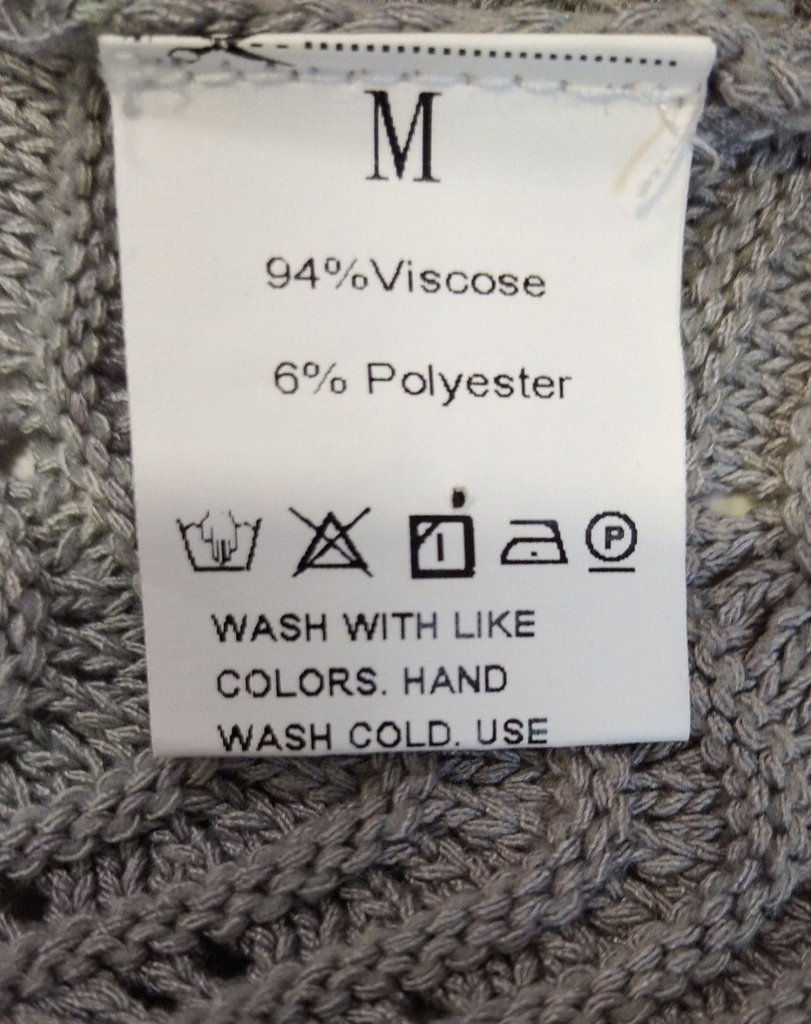 M
94%Viscose
6% Polyester
P
WASH WITH LIKE
COLORS. HAND
WASH COLD. USE